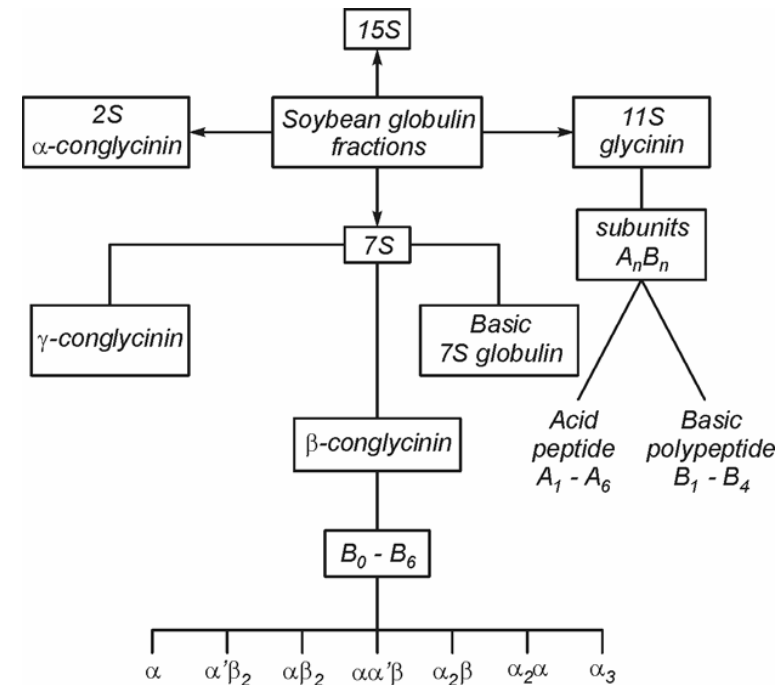 15S
2S
α-conglycinin
Soybean globulin
fractions
11S
glycinin
subunits
AₙBₙ
7S
γ-conglycinin
Basic
7S globulin
Acid
peptide
A₁ - A₆
Basic
polypeptide
B₁ - B₄
β-conglycinin
B₀ - B₆
α
α'β₂
αβ₂
αα'β
α₂β
α₂α
α₃